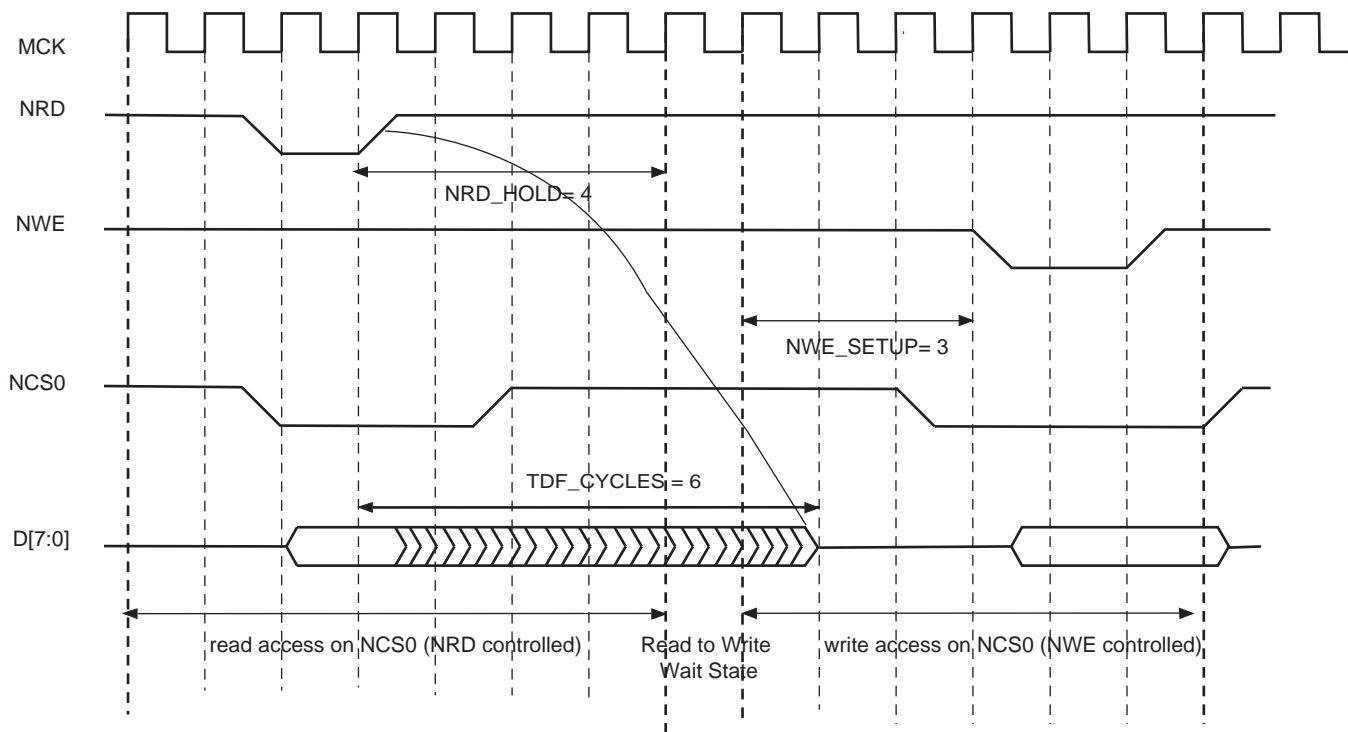 MCK
NRD
NRD_HOLD= 4
NWE
NWE_SETUP= 3
NCS0
TDF_CYCLES = 6
D[7:0]
read access on NCS0 (NRD controlled)
Read to Write
Wait State
write access on NCS0 (NWE controlled)